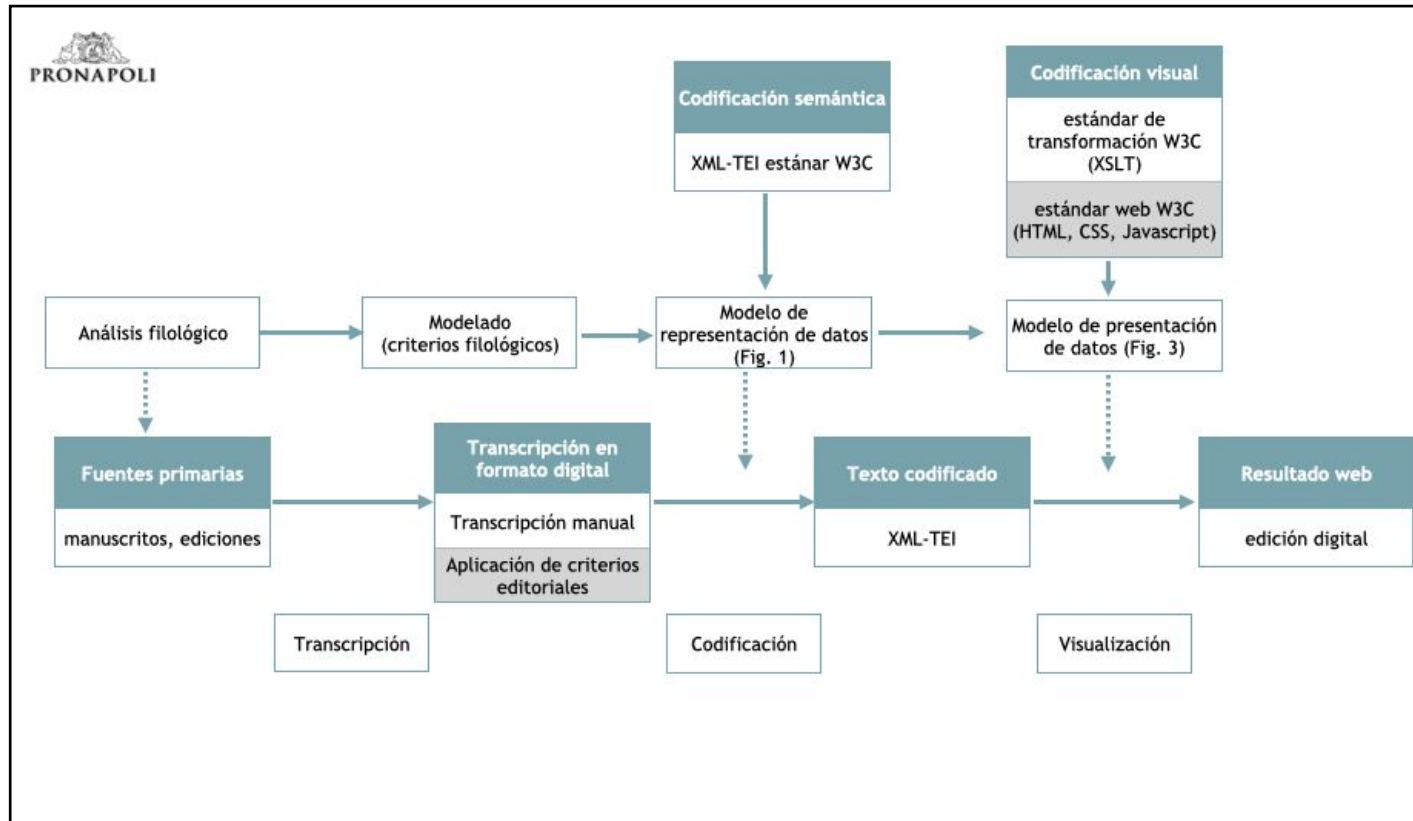 PRONAPOLI
Codificación semántica
XML-TEI estánar W3C
Codificación visual
estándar de
transformación W3C
(XSLT)
estándar web W3C
(HTML, CSS, Javascript)
Análisis filológico
Modelado
(criterios filológicos)
Modelo de
representación de datos
(Fig. 1)
Modelo de presentación
de datos (Fig. 3)
Fuentes primarias
manuscritos, ediciones
Transcripción en
formato digital
Transcripción manual
Aplicación de criterios
editoriales
Texto codificado
XML-TEI
Resultado web
edición digital
Transcripción
Codificación
Visualización